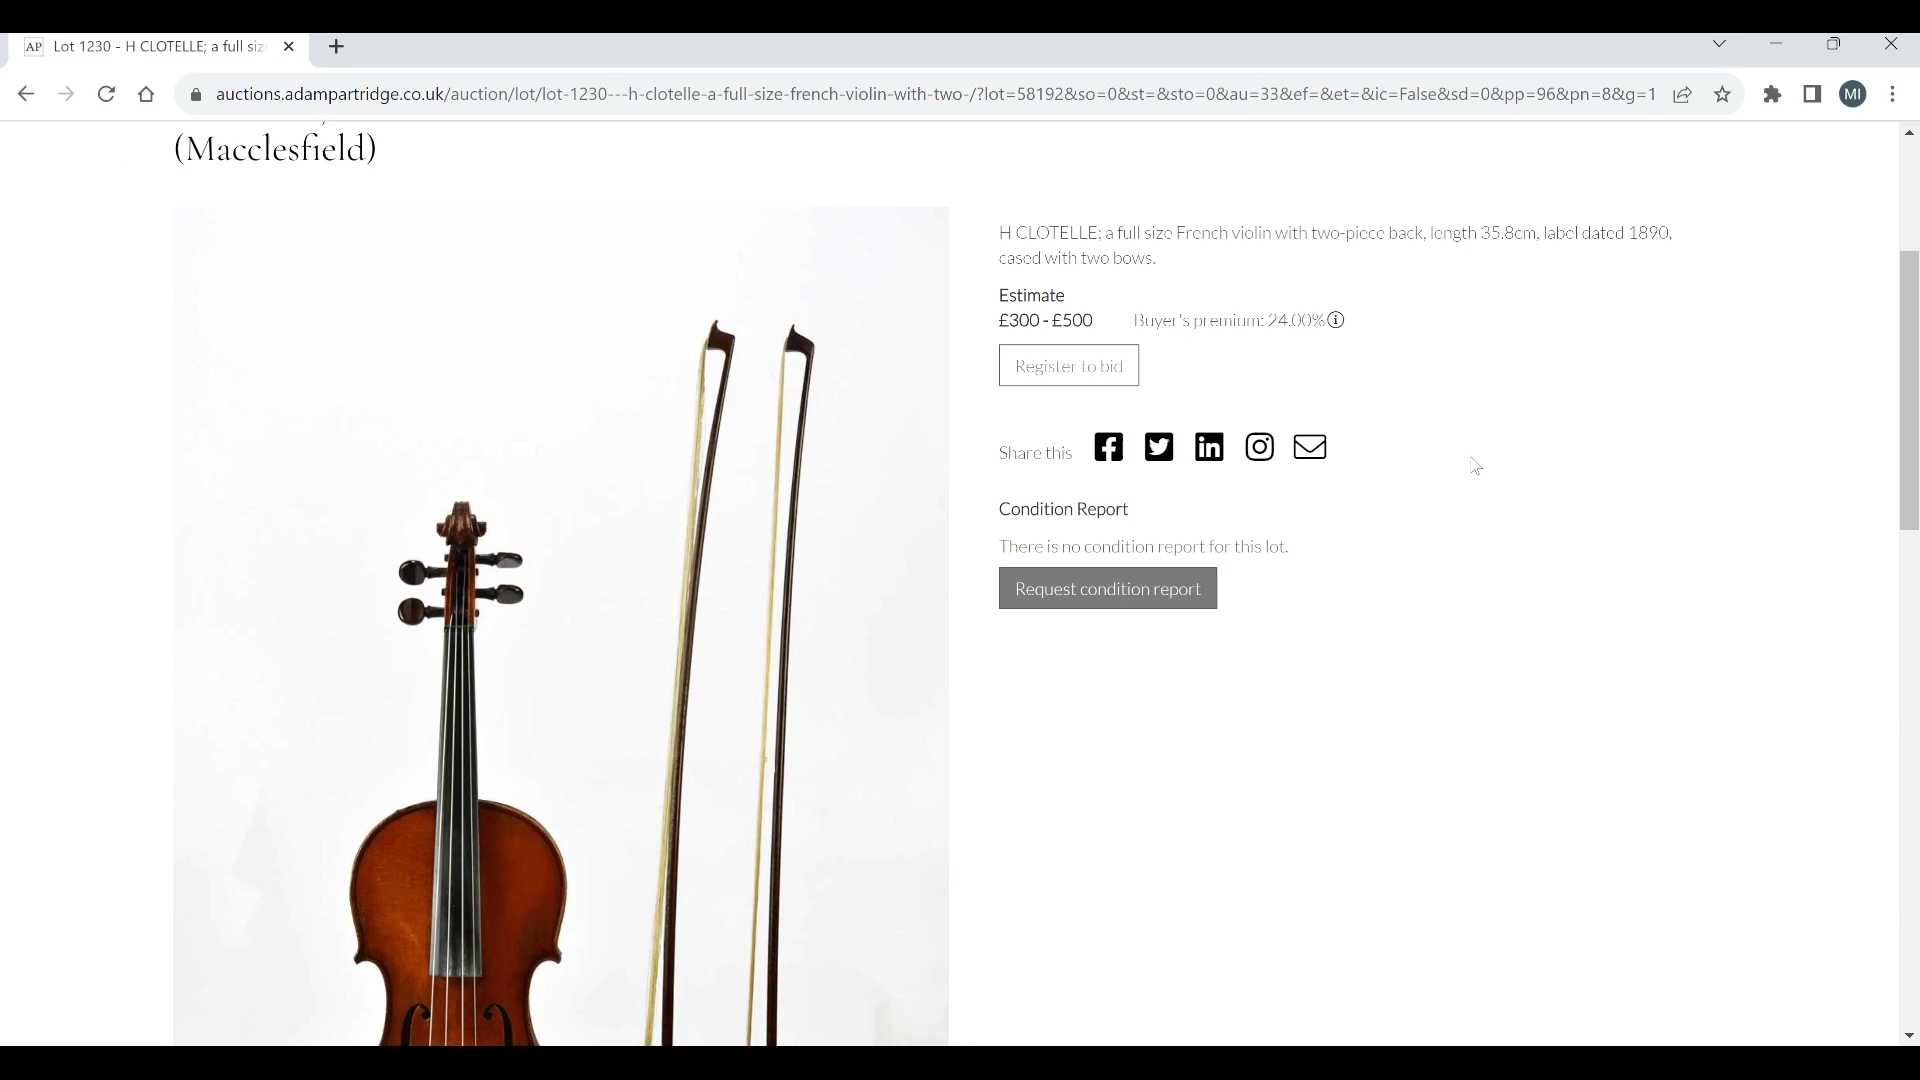 AP Lot 1230 - H CLOTELLE; a full siz
auctions.adampartridge.co.uk/auction/lot/lot-1230---h-clotelle-a-full-size-french-violin-with-two-/?lot=58192&so=0&st=&sto=0&au=33&ef=&et=&ic=False&sd=0&pp=96&pn=8&g=1
MI
(Macclesfield)
H CLOTELLE; a full size French violin with two-piece back, length 35.8cm, label dated 1890,
cased with two bows.
Estimate
£300 - £500 Buyer's premium: 24.00%
Register to bid
Share this
Condition Report
There is no condition report for this lot.
Request condition report